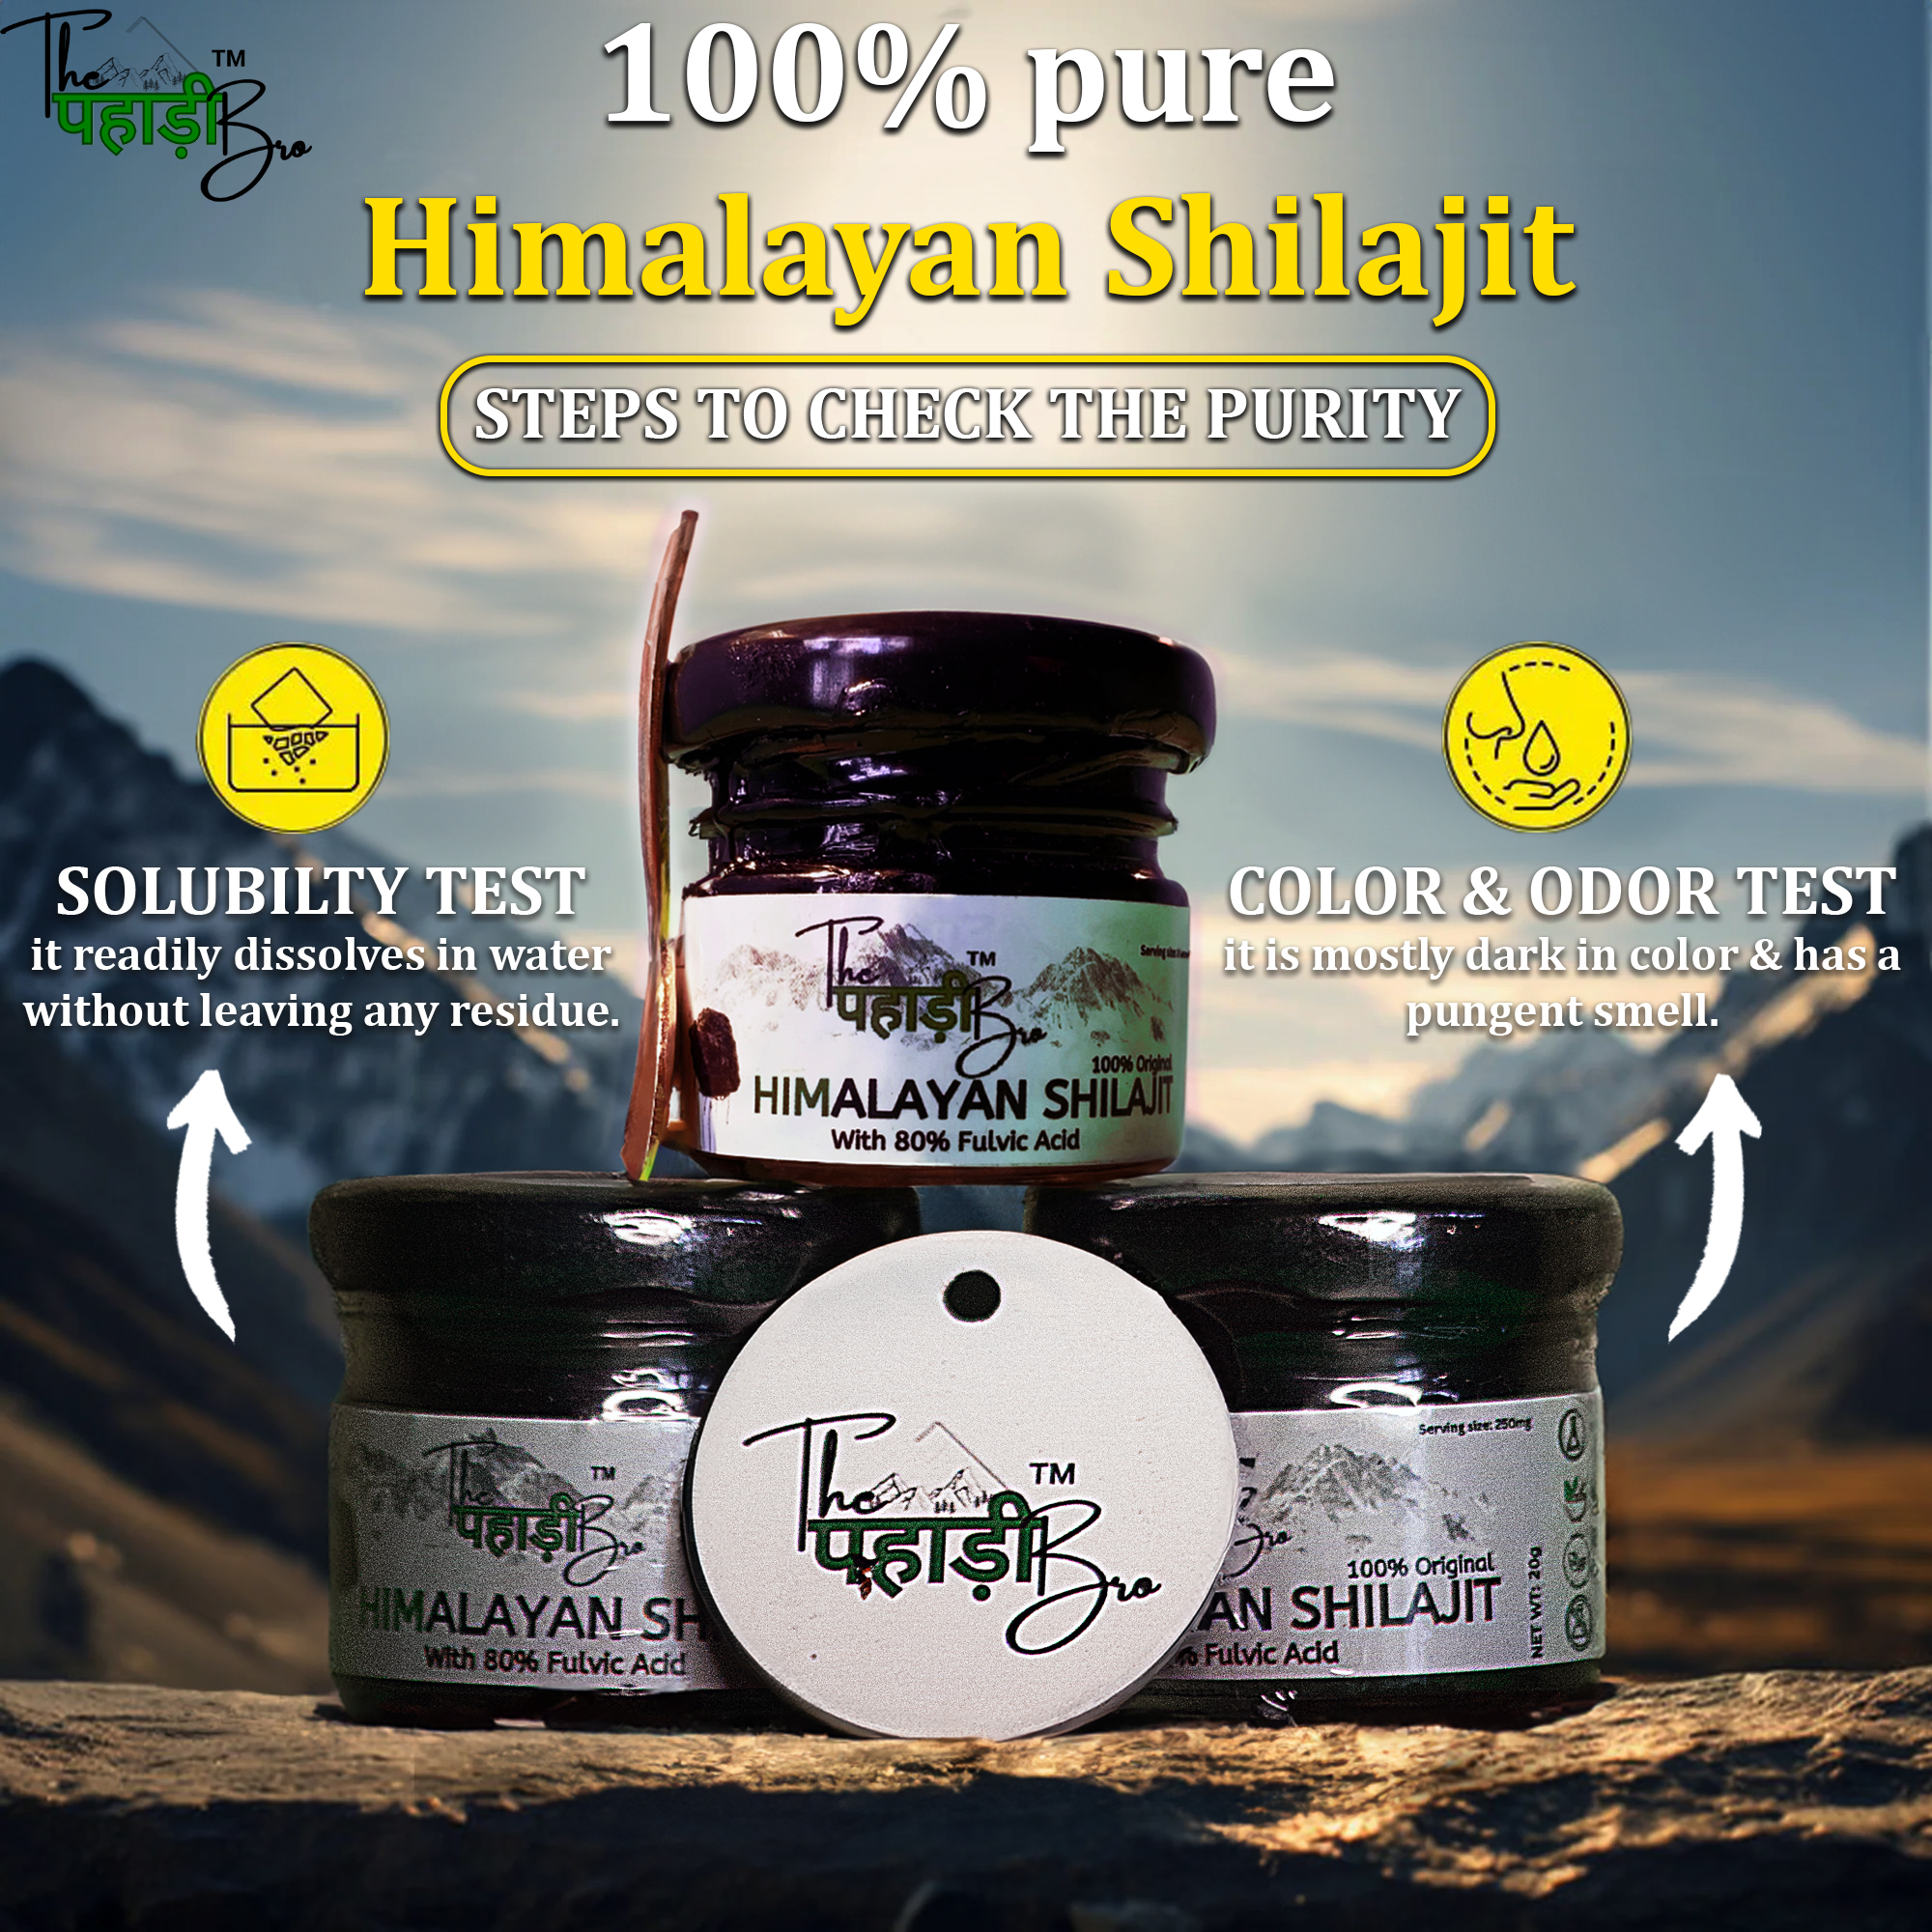 The
पहाड़ी Bro
TM
100% pure
Himalayan Shilajit
STEPS TO CHECK THE PURITY
SOLUBILTY TEST
it readily dissolves in water
without leaving any residue.
COLOR & ODOR TEST
it is mostly dark in color & has a
pungent smell.
The
पहाड़ी Bro
TM
Serving size
100% Original
HIMALAYAN SHILAJIT
With 80% Fulvic Acid
The
पहाड़ी Bro
TM
HIMALAYAN SH
With 80% Fulvic Acid
The
पहाड़ी Bro
TM
Serving size: 250mg
Bro
100% Original
AN SHILAJIT
% Fulvic Acid
NET WT: 20g